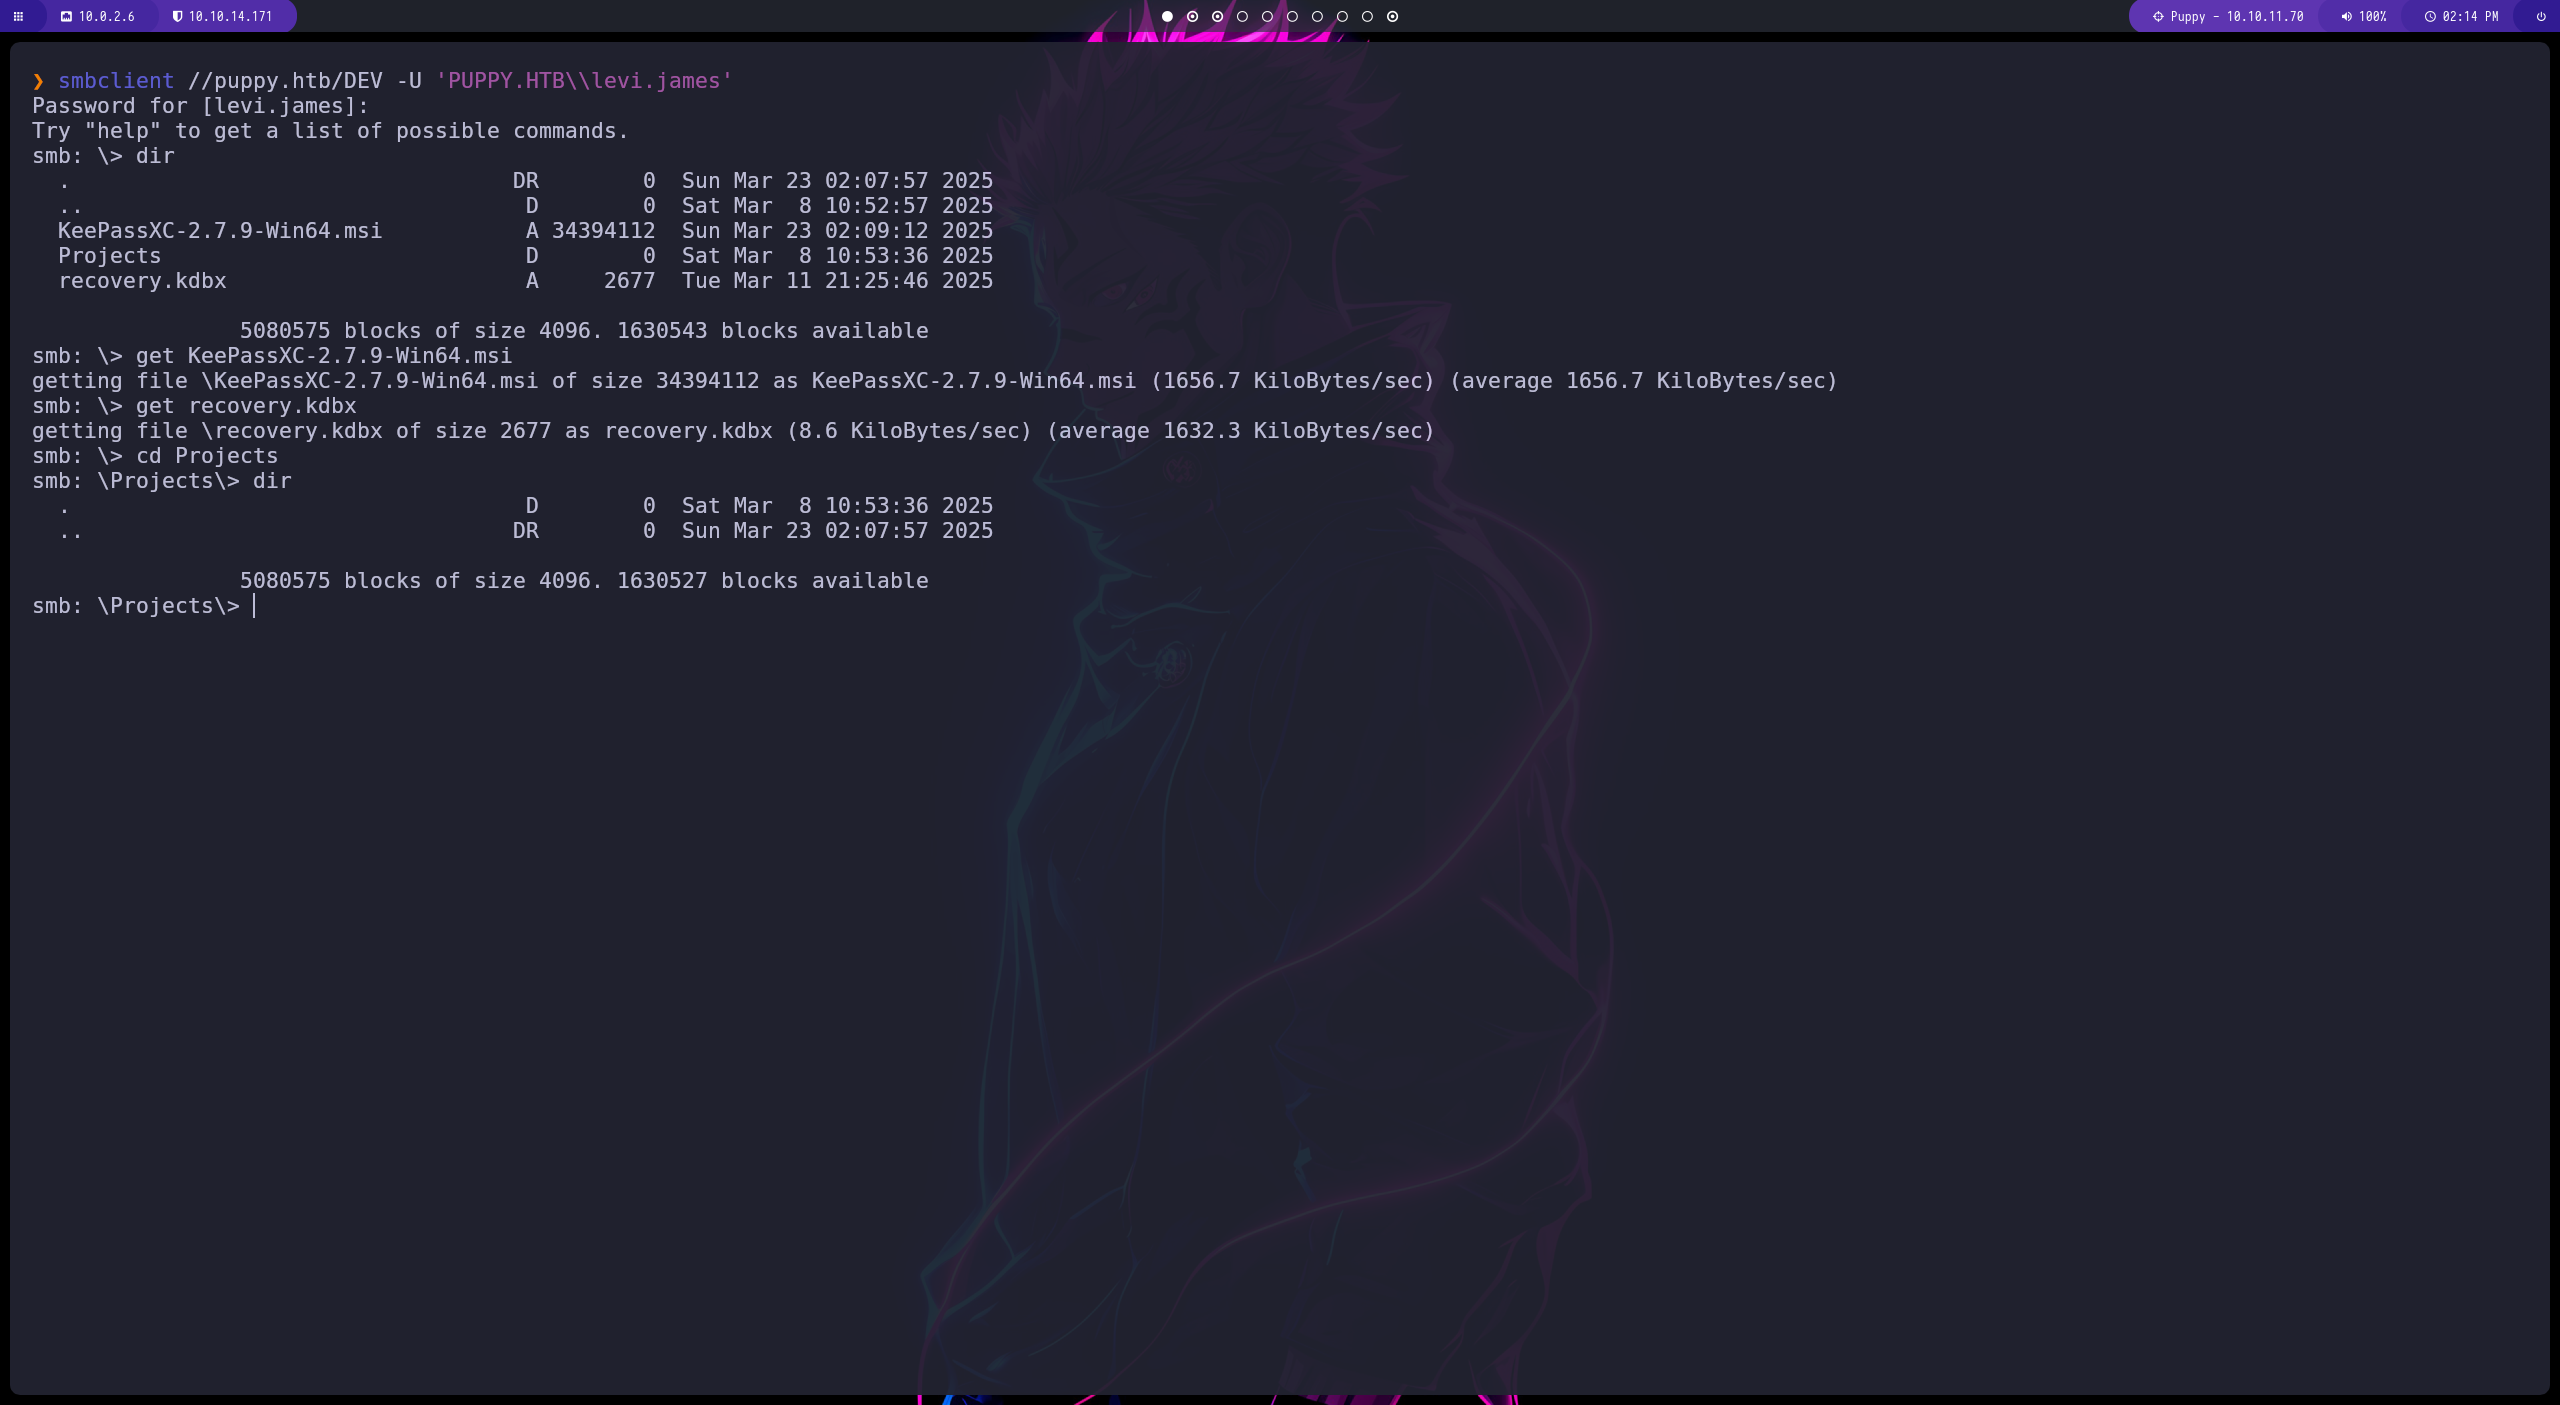 10.0.2.6 10.10.14.171 Puppy - 10.10.11.70 100% 02:14 PM
❯ smbclient //puppy.htb/DEV -U 'PUPPY.HTB\\levi.james'
Password for [levi.james]:
Try "help" to get a list of possible commands.
smb: \> dir
  .                                  DR        0  Sun Mar 23 02:07:57 2025
  ..                                  D        0  Sat Mar  8 10:52:57 2025
  KeePassXC-2.7.9-Win64.msi           A 34394112  Sun Mar 23 02:09:12 2025
  Projects                            D        0  Sat Mar  8 10:53:36 2025
  recovery.kdbx                       A     2677  Tue Mar 11 21:25:46 2025

                5080575 blocks of size 4096. 1630543 blocks available
smb: \> get KeePassXC-2.7.9-Win64.msi
getting file \KeePassXC-2.7.9-Win64.msi of size 34394112 as KeePassXC-2.7.9-Win64.msi (1656.7 KiloBytes/sec) (average 1656.7 KiloBytes/sec)
smb: \> get recovery.kdbx
getting file \recovery.kdbx of size 2677 as recovery.kdbx (8.6 KiloBytes/sec) (average 1632.3 KiloBytes/sec)
smb: \> cd Projects
smb: \Projects\> dir
  .                                   D        0  Sat Mar  8 10:53:36 2025
  ..                                 DR        0  Sun Mar 23 02:07:57 2025

                5080575 blocks of size 4096. 1630527 blocks available
smb: \Projects\>